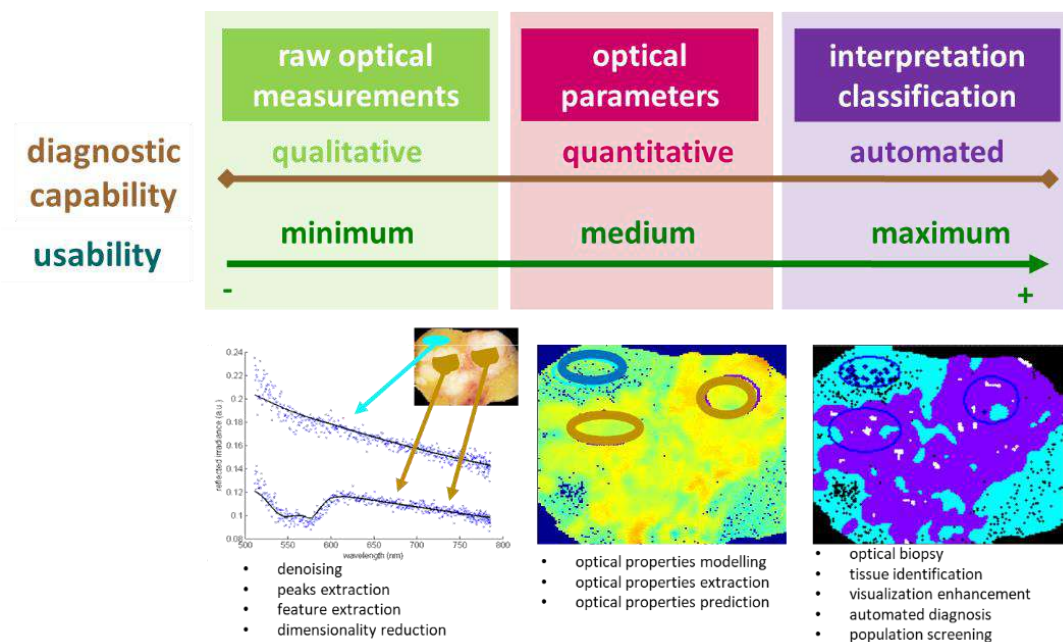 raw optical
measurements
optical
parameters
interpretation
classification
diagnostic
capability
qualitative
quantitative
automated
usability
minimum
medium
maximum
-
+
0.24
0.22
0.2
0.18
0.16
0.14
0.12
0.1
0.08
reflected irradiance (a.u.)
500
550
600
650
700
750
800
wavelength (nm)
• denoising
• peaks extraction
• feature extraction
• dimensionality reduction
• optical properties modelling
• optical properties extraction
• optical properties prediction
• optical biopsy
• tissue identification
• visualization enhancement
• automated diagnosis
• population screening